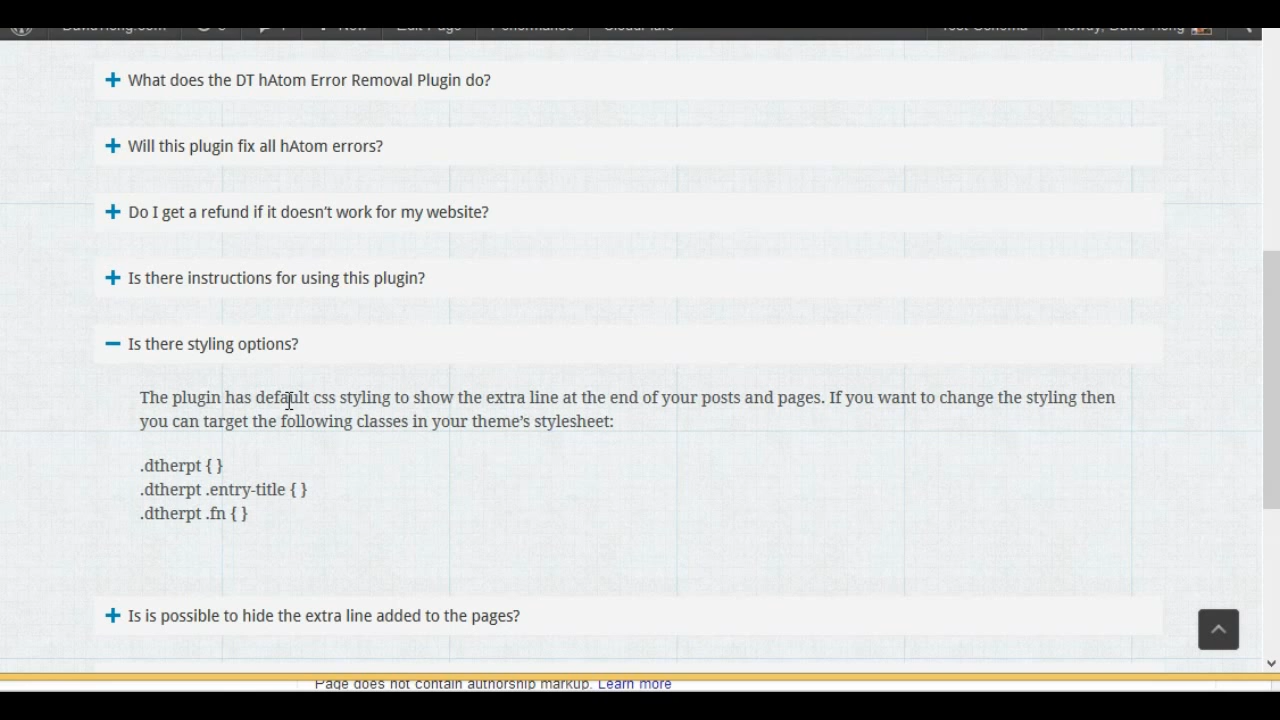 What does the DT hAtom Error Removal Plugin do?
Will this plugin fix all hAtom errors?
Do I get a refund if it doesn’t work for my website?
Is there instructions for using this plugin?
Is there styling options?
The plugin has default css styling to show the extra line at the end of your posts and pages. If you want to change the styling then
you can target the following classes in your theme’s stylesheet:
.dtherpt { }
.dtherpt .entry-title { }
.dtherpt .fn { }
Is is possible to hide the extra line added to the pages?
Page does not contain authorship markup. Learn more